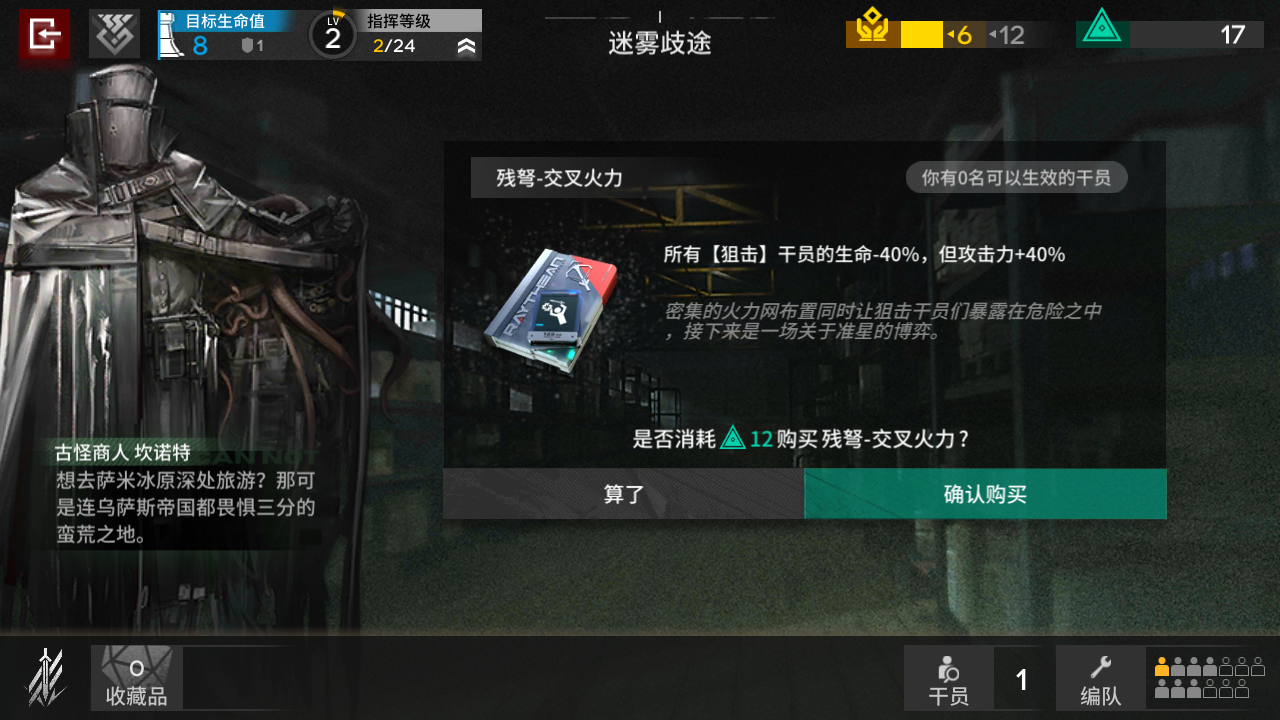 目标生命值
8
1
LV
2
指挥等级
2/24
迷雾歧途
6
12
17
残弩-交叉火力
你有0名可以生效的干员
所有【狙击】干员的生命-40%，但攻击力+40%
RAYTHEAN
密集的火力网布置同时让狙击干员们暴露在危险之中
，接下来是一场关于准星的博弈。
是否消耗12购买残弩-交叉火力？
算了
确认购买
古怪商人 坎诺特
想去萨米冰原深处旅游？那可
是连乌萨斯帝国都畏惧三分的
蛮荒之地。
0
收藏品
干员
1
编队